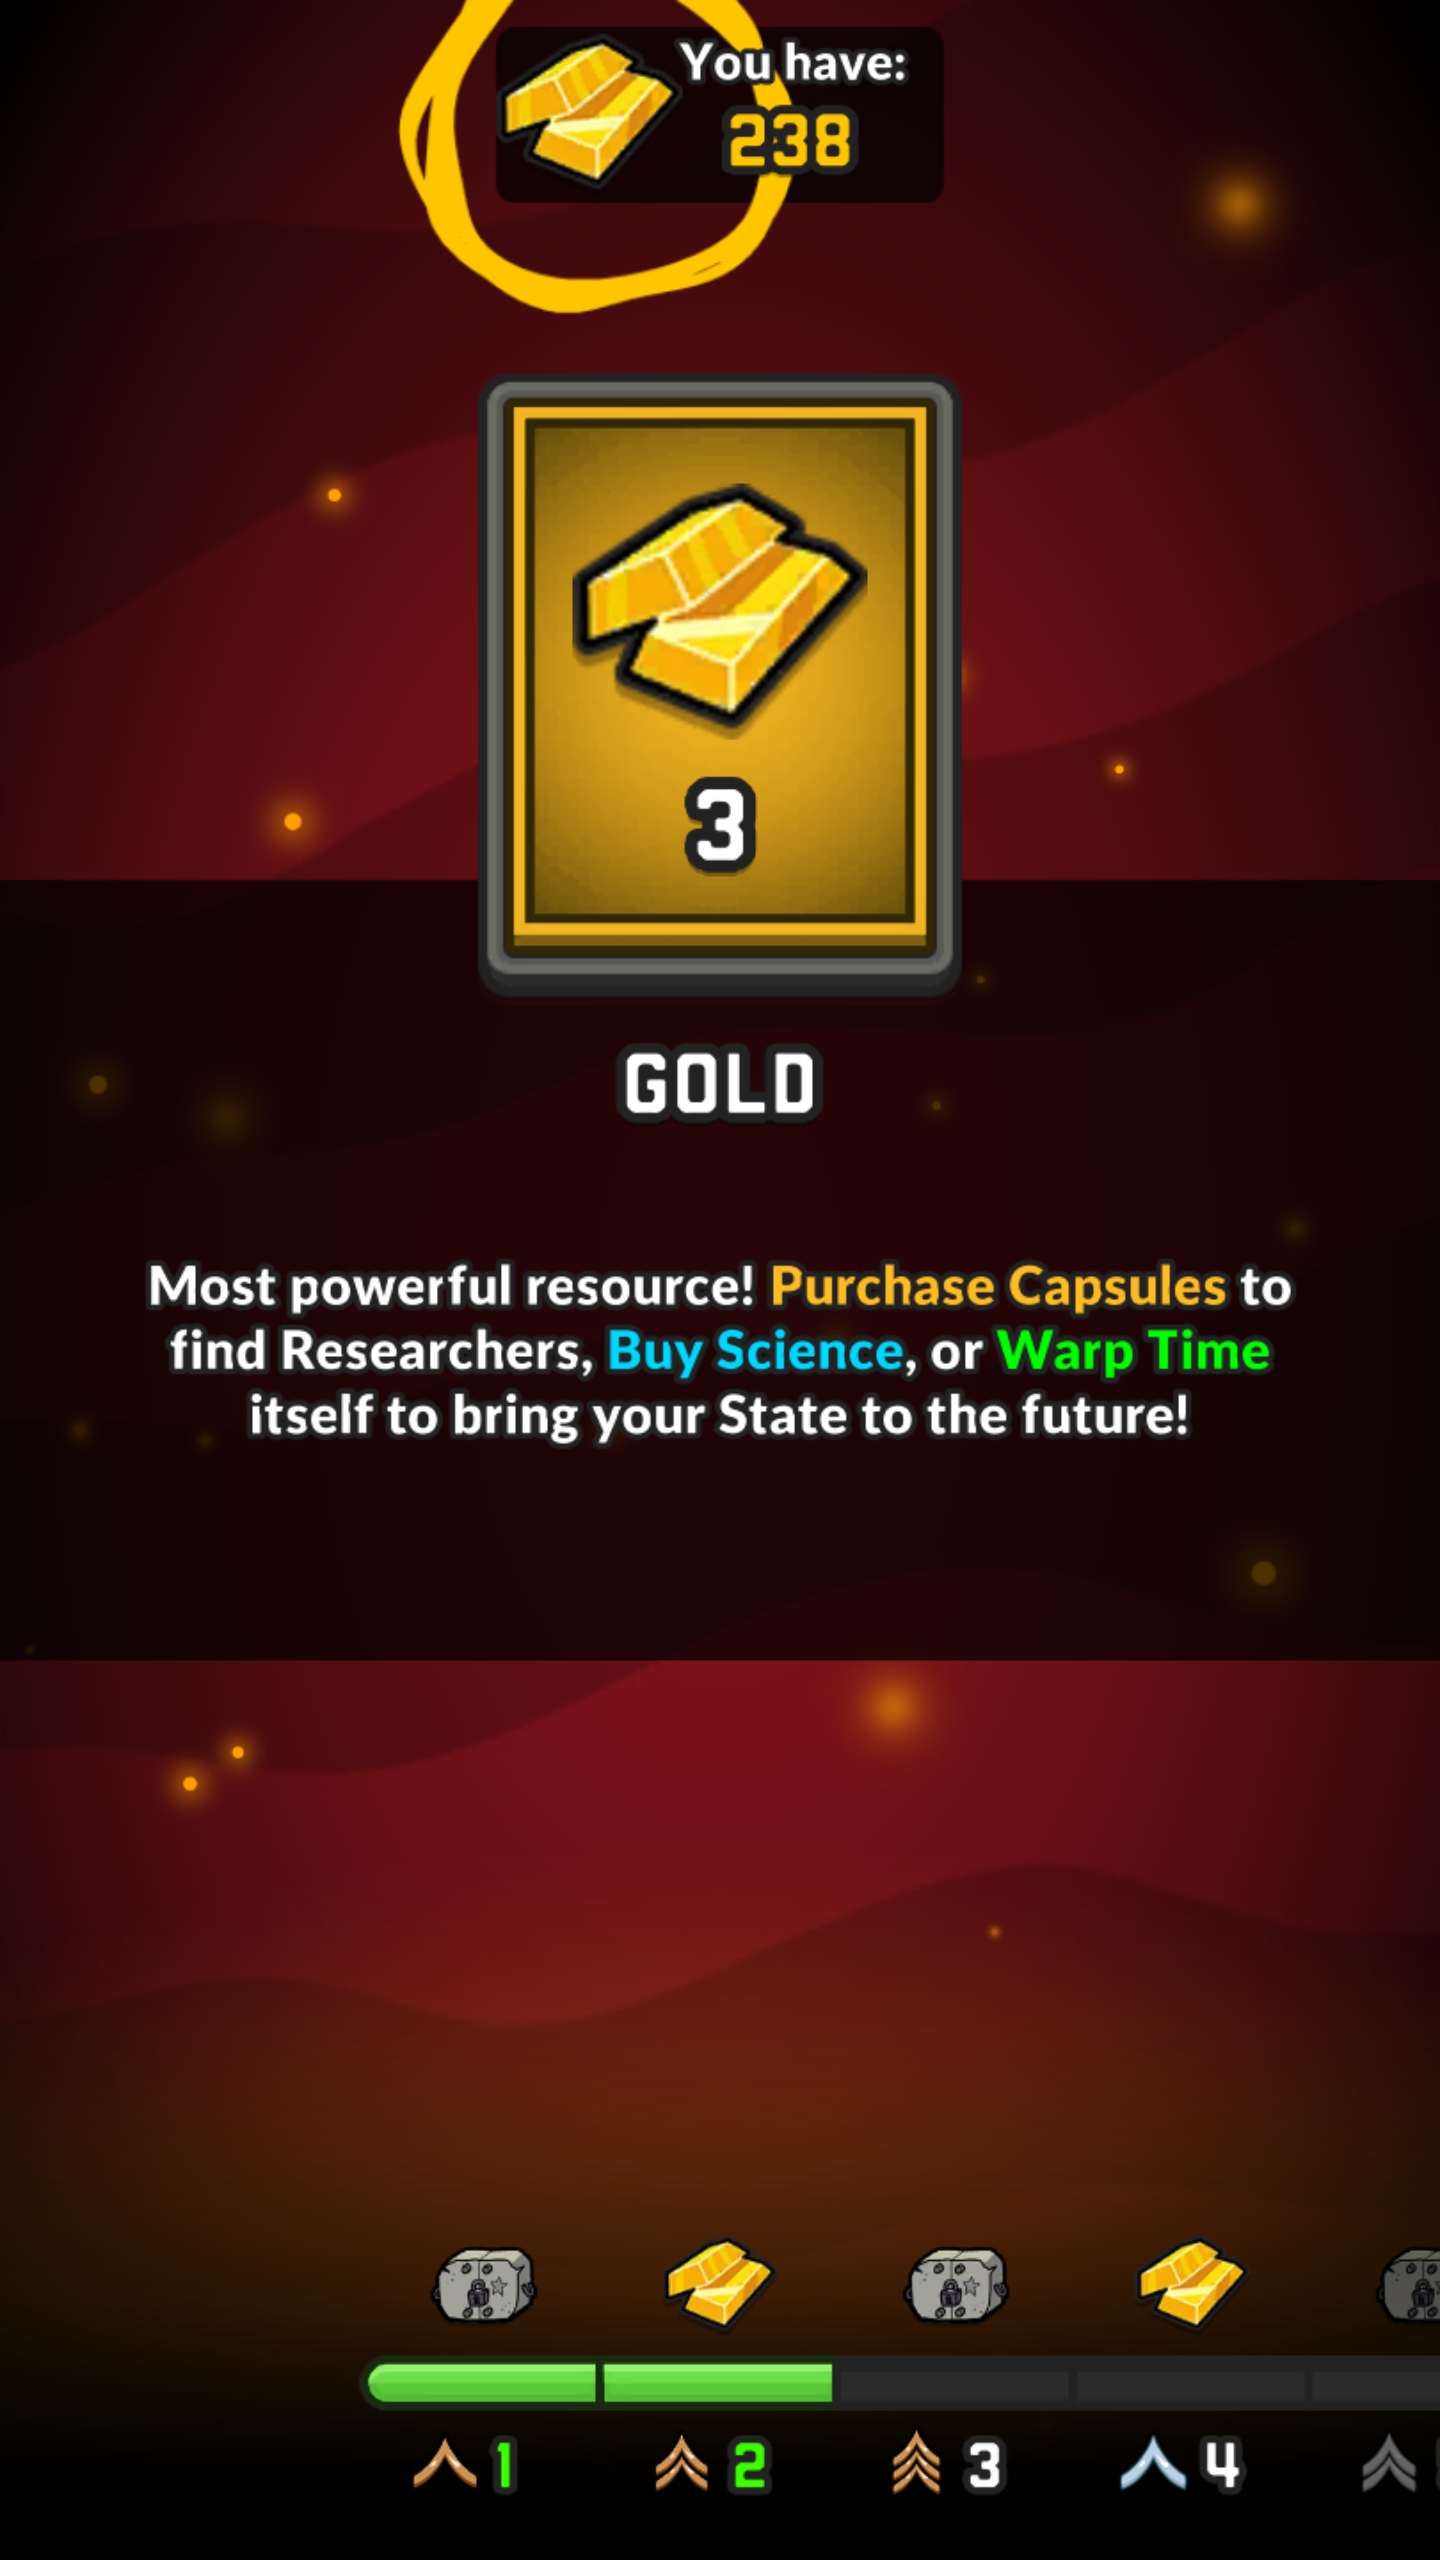 You have:
238
3
GOLD
Most powerful resource! Purchase Capsules to
find Researchers, Buy Science, or Warp Time
itself to bring your State to the future!
1 2 3 4